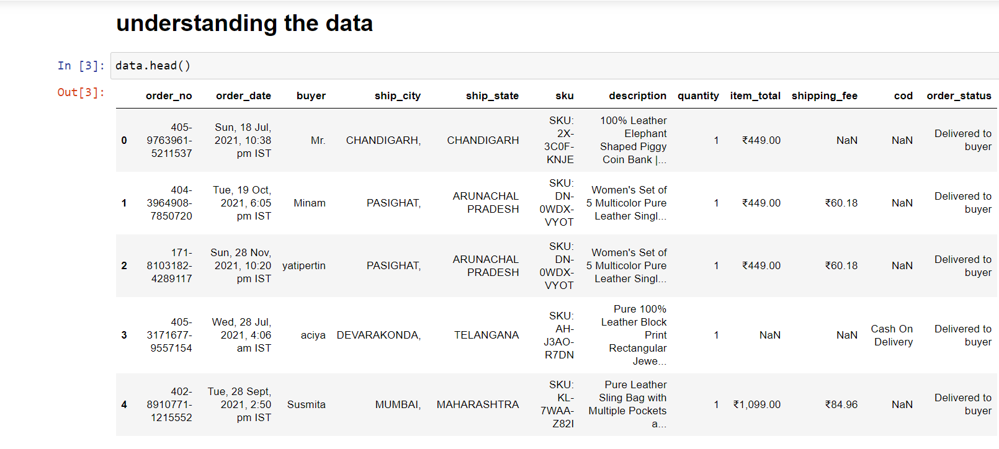 understanding the data
In [3]: data.head()
Out[3]:
order_no order_date buyer ship_city ship_state sku description quantity item_total shipping_fee cod order_status
0 405-9763961-5211537 Sun, 18 Jul, 2021, 10:38 pm IST Mr. CHANDIGARH, CHANDIGARH SKU: 2X-3C0F-KNJE 100% Leather Elephant Shaped Piggy Coin Bank |... 1 ₹449.00 NaN NaN Delivered to buyer
1 404-3964908-7850720 Tue, 19 Oct, 2021, 6:05 pm IST Minam PASIGHAT, ARUNACHAL PRADESH SKU: DN-0WDX-VYOT Women's Set of 5 Multicolor Pure Leather Singl... 1 ₹449.00 ₹60.18 NaN Delivered to buyer
2 171-8103182-4289117 Sun, 28 Nov, 2021, 10:20 pm IST yatipertin PASIGHAT, ARUNACHAL PRADESH SKU: DN-0WDX-VYOT Women's Set of 5 Multicolor Pure Leather Singl... 1 ₹449.00 ₹60.18 NaN Delivered to buyer
3 405-3171677-9557154 Wed, 28 Jul, 2021, 4:06 am IST aciya DEVARAKONDA, TELANGANA SKU: AH-J3AO-R7DN Pure 100% Leather Block Print Rectangular Jewe... 1 NaN NaN Cash On Delivery Delivered to buyer
4 402-8910771-1215552 Tue, 28 Sept, 2021, 2:50 pm IST Susmita MUMBAI, MAHARASHTRA SKU: KL-7WAA-Z82I Pure Leather Sling Bag with Multiple Pockets a... 1 ₹1,099.00 ₹84.96 NaN Delivered to buyer